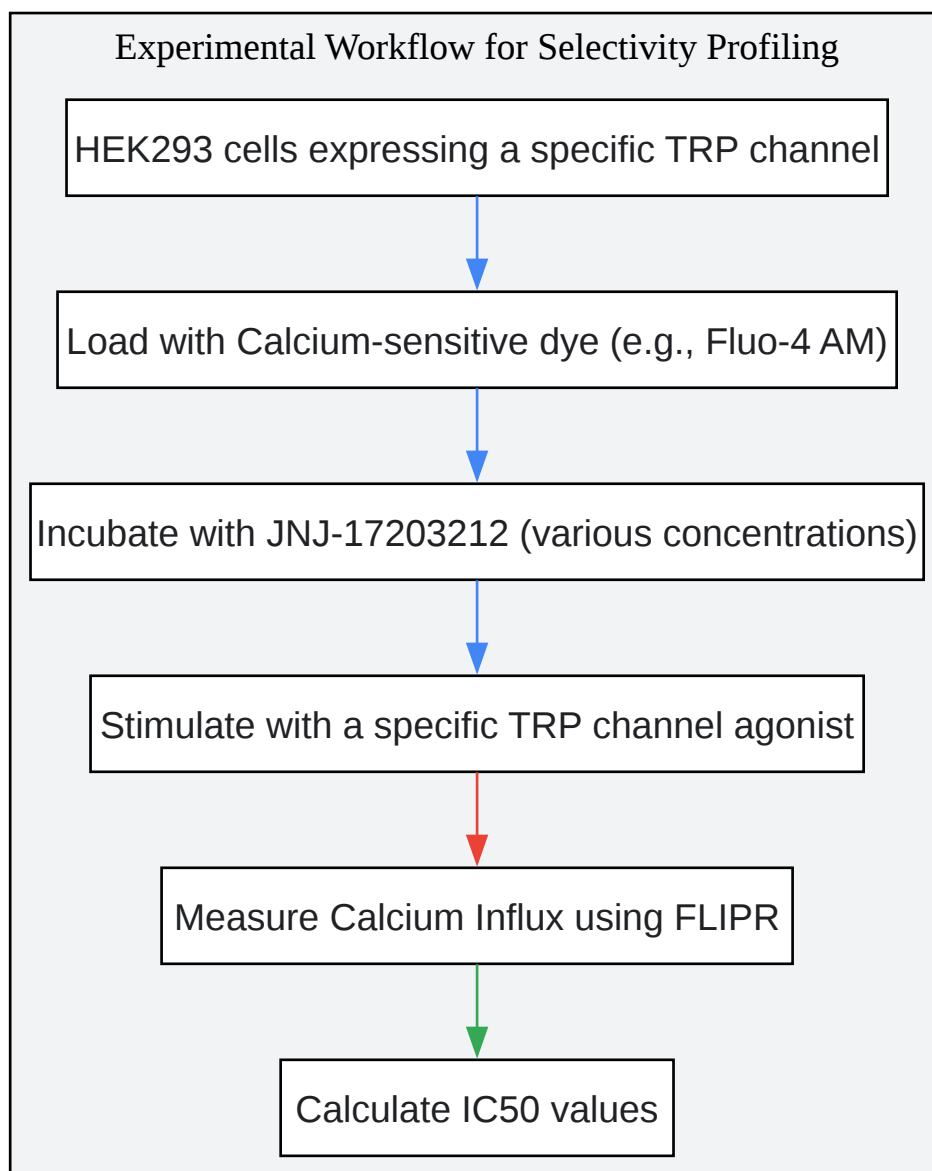 Experimental Workflow for Selectivity Profiling
HEK293 cells expressing a specific TRP channel
Load with Calcium-sensitive dye (e.g., Fluo-4 AM)
Incubate with JNJ-17203212 (various concentrations)
Stimulate with a specific TRP channel agonist
Measure Calcium Influx using FLIPR
Calculate IC50 values